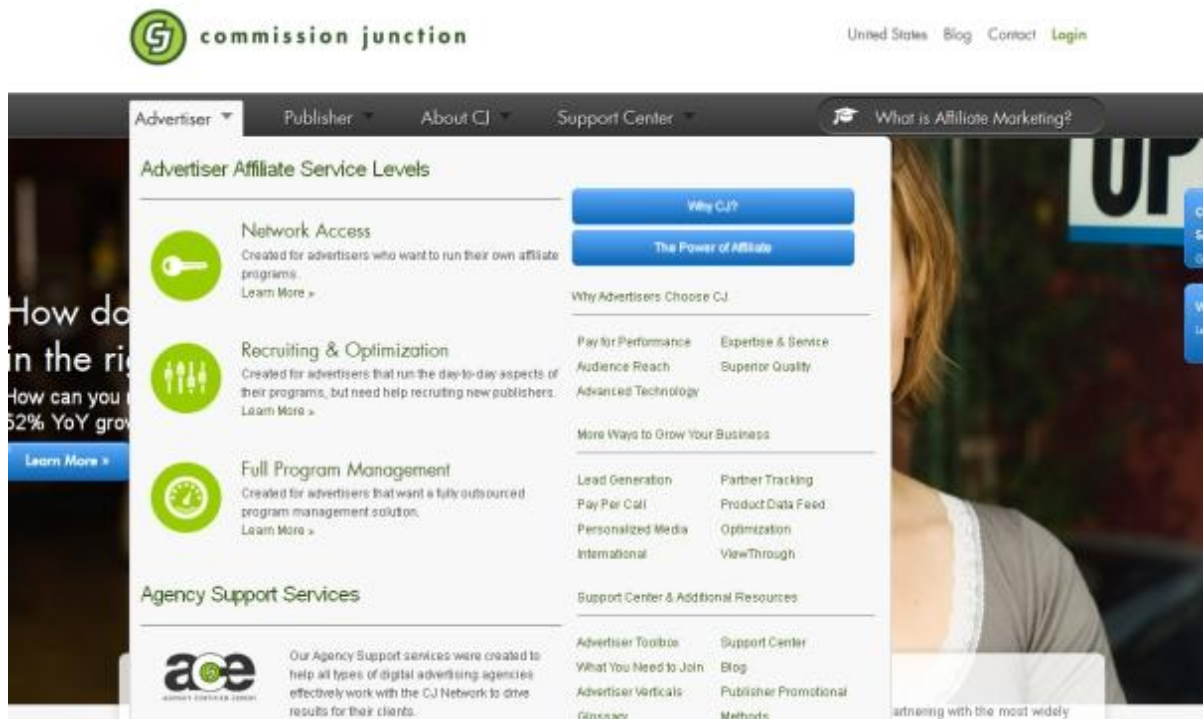 commission junction
United States Blog Contact Login
Advertiser Publisher About CJ Support Center What is Affiliate Marketing?
Advertiser Affiliate Service Levels
Network Access
Created for advertisers who want to run their own affiliate
programs.
Learn More »
Recruiting & Optimization
Created for advertisers that run the day-to-day aspects of
their programs, but need help recruiting new publishers.
Learn More »
Full Program Management
Created for advertisers that want a fully outsourced
program management solution.
Learn More »
Agency Support Services
ace
AGENCY CERTIFIED EXPERT
Our Agency Support services were created to
help all types of digital advertising agencies
effectively work with the CJ Network to drive
results for their clients.
Why CJ?
The Power of Affiliate
Why Advertisers Choose CJ
Pay for Performance Expertise & Service
Audience Reach Superior Quality
Advanced Technology
More Ways to Grow Your Business
Lead Generation Partner Tracking
Pay Per Call Product Data Feed
Personalized Media Optimization
International ViewThrough
Support Center & Additional Resources
Advertiser Toolbox Support Center
What You Need to Join Blog
Advertiser Verticals Publisher Promotional
Glossary Methods
How do
in the
How can you
52% YoY
Learn More »
UP
with the most widely